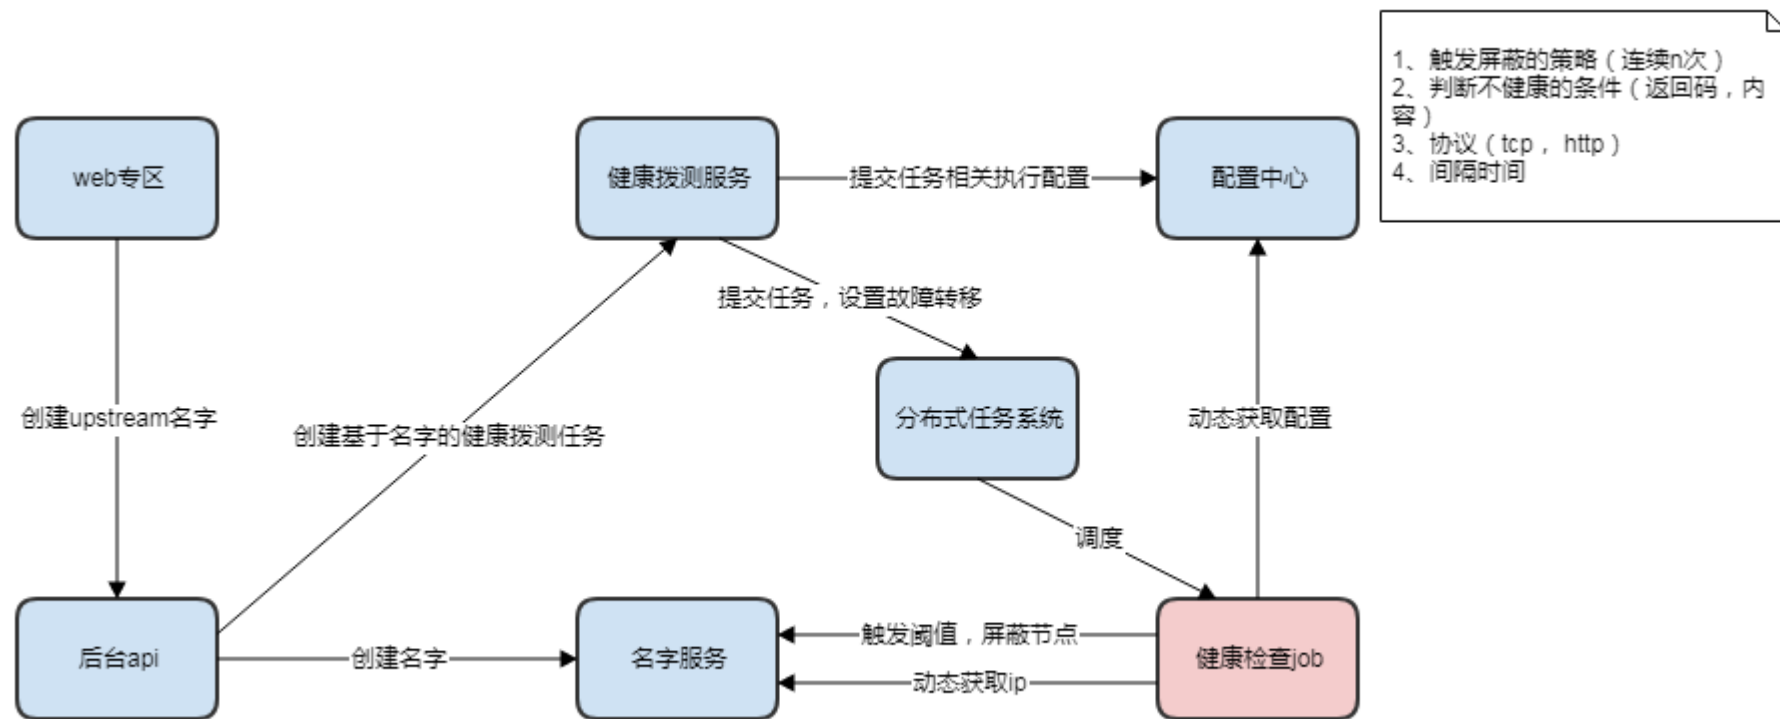 1、触发屏蔽的策略（连续n次）
2、判断不健康的条件（返回码，内
容）
3、协议（tcp， http）
4、间隔时间
web专区
健康拨测服务
提交任务相关执行配置
配置中心
提交任务，设置故障转移
创建upstream名字
创建基于名字的健康拨测任务
分布式任务系统
动态获取配置
调度
后台api
创建名字
名字服务
触发阈值，屏蔽节点
动态获取ip
健康检查job